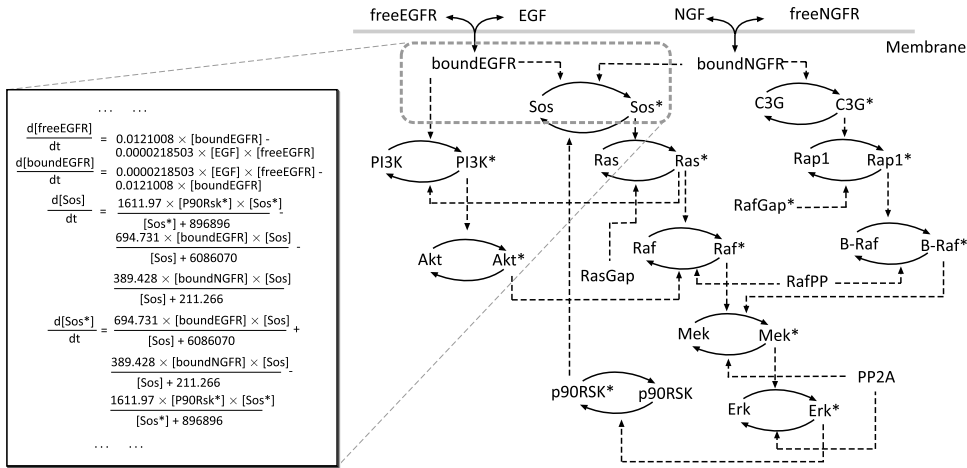 freeEGFR EGF NGF freeNGFR
Membrane
boundEGFR boundNGFR
Sos Sos* C3G C3G*
PI3K PI3K* Ras Ras* Rap1 Rap1*
RafGap*
Akt Akt* RasGap Raf Raf* B-Raf B-Raf*
RafPP
Mek Mek*
PP2A
p90RSK* p90RSK Erk Erk*
... ...
d[freeEGFR]
dt
= 0.0121008 × [boundEGFR] -
0.0000218503 × [EGF] × [freeEGFR]
d[boundEGFR]
dt
= 0.0000218503 × [EGF] × [freeEGFR] -
0.0121008 × [boundEGFR]
d[Sos]
dt
= 1611.97 × [P90Rsk*] × [Sos*]
[Sos*] + 896896
-
694.731 × [boundEGFR] × [Sos]
[Sos] + 6086070
-
389.428 × [boundNGFR] × [Sos]
[Sos] + 211.266
d[Sos*]
dt
= 694.731 × [boundEGFR] × [Sos]
[Sos] + 6086070
+
389.428 × [boundNGFR] × [Sos]
[Sos] + 211.266
-
1611.97 × [P90Rsk*] × [Sos*]
[Sos*] + 896896
... ...